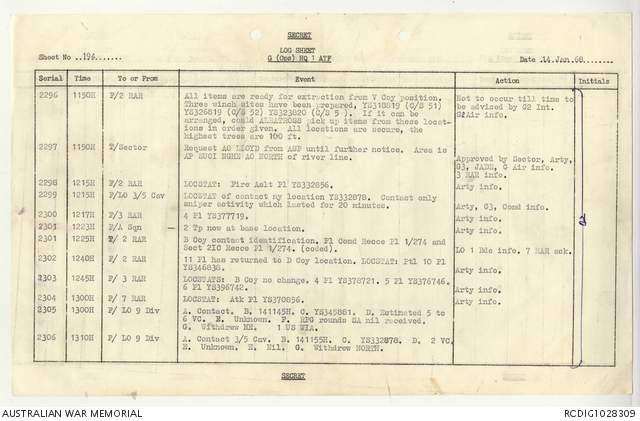 SECRET
LOG SHEET
Sheet No ..194....... G (Ops) HQ 1 ATF Date .14 Jan 68........
Serial Time To or From Event Action Initials
2296 1150H F/2 RAR All items are ready for extraction from V Coy position. Not to occur till time to
Three winch sites have been prepared, YS318819 (C/S 51) be advised by G2 Int.
YS326819 (C/S 52) YS323820 (C/S 5 ). If it can be G2Air info.
arranged, could ALBATROSS pick up items from these locat-
ions in order given. All locations are secure, the
highest trees are 100 ft.
2297 1150H T/Sector Request AO LLOYD from ASP until further notice. Area is
AP SUOI NGHE AO NORTH of river line. Approved by Sector, Arty,
G3, JADE, G Air info.
3 RAR info.
2298 1215H F/2 RAR LOCSTAT: Fire Aslt Pl YS332856. Arty info.
2299 1215H F/LO 3/5 Cav LOCSTAT of contact my location YS332878. Contact only
sniper activity which lasted for 20 minutes. Arty, G3, Comd info.
2300 1217H F/3 RAR 4 Pl YS377719. Arty info.
2301 1223H F/A Sqn - 2 Tp now at base location. Arty info.
2301 1225H F/ 2 RAR B Coy contact identification. Pl Comd Recce Pl 1/274 and
Sect 2IC Recce Pl 1/274. (coded). LO 1 Bde info. 7 RAR ack.
2302 1240H F/ 2 RAR 11 Pl has returned to D Coy location. LOCSTAT: Ptl 10 Pl
YS346838. Arty info.
2303 1245H F/ 3 RAR LOCSTATS: B Coy no change. 4 Pl YS378721. 5 Pl YS376746.
6 Pl YS396742. Arty info.
2304 1300H F/ 7 RAR LOCSTAT: Atk Pl YS370856. Arty info.
2305 1300H F/ LO 9 Div A. Contact. B. 141145H. C. YS345881. D. Estimated 5 to
6 VC. E. Unknown. F. RPG rounds SA nil received.
G. Withdrew NE. 1 US WIA.
2306 1310H F/ LO 9 Div A. Contact 3/5 Cav. B. 141155H. C. YS332878. D. 2 VC.
E. Unknown. E. Nil. G. Withdrew NORTH.
SECRET
AUSTRALIAN WAR MEMORIAL RCDIG1028309